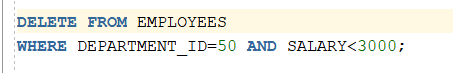 DELETE FROM EMPLOYEES
WHERE DEPARTMENT_ID=50 AND SALARY<3000;